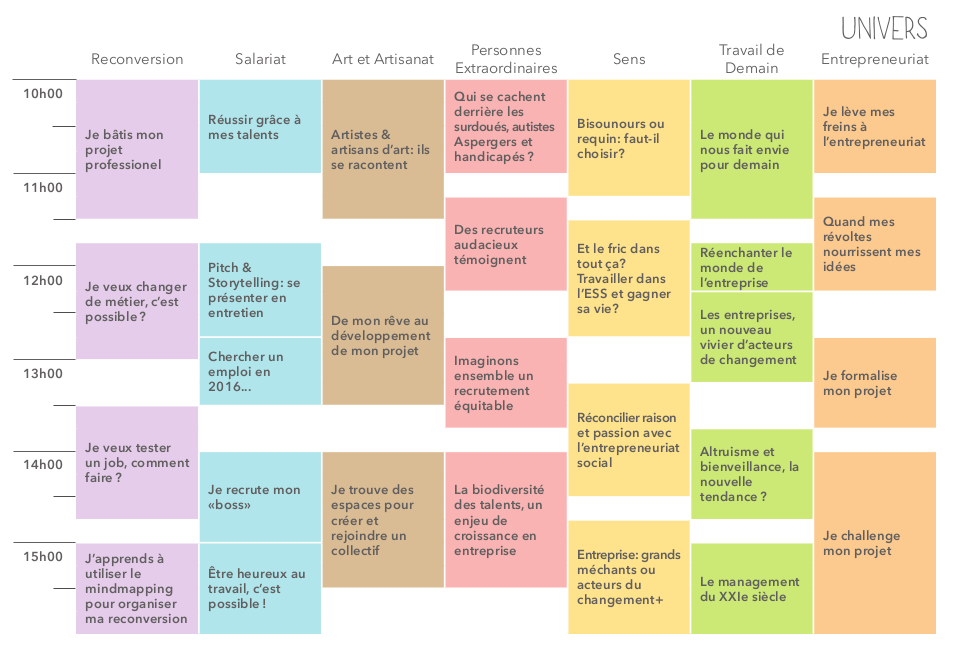 UNIVERS
Reconversion
Salariat
Art et Artisanat
Personnes
Extraordinaires
Sens
Travail de
Demain
Entrepreneuriat
10h00
11h00
12h00
13h00
14h00
15h00
Je bâtis mon
projet
professionel
Je veux changer
de métier, c’est
possible ?
Je veux tester
un job, comment
faire ?
J’apprends à
utiliser le
mindmapping
pour organiser
ma reconversion
Réussir grâce à
mes talents
Pitch &
Storytelling: se
présenter en
entretien
Chercher un
emploi en
2016...
Je recrute mon
«boss»
Être heureux au
travail, c’est
possible !
Artistes &
artisans d’art: ils
se racontent
De mon rêve au
développement
de mon projet
Je trouve des
espaces pour
créer et
rejoindre un
collectif
Qui se cachent
derrière les
surdoués, autistes
Aspergers et
handicapés ?
Des recruteurs
audacieux
témoignent
Imaginons
ensemble un
recrutement
équitable
La biodiversité
des talents, un
enjeu de
croissance en
entreprise
Bisounours ou
requin: faut-il
choisir?
Et le fric dans
tout ça?
Travailler dans
l’ESS et gagner
sa vie?
Réconcilier raison
et passion avec
l’entrepreneuriat
social
Entreprise: grands
méchants ou
acteurs du
changement+
Le monde qui
nous fait envie
pour demain
Réenchanter le
monde de
l’entreprise
Les entreprises,
un nouveau
vivier d’acteurs
de changement
Altruisme et
bienveillance, la
nouvelle
tendance ?
Le management
du XXIe siècle
Je lève mes
freins à
l’entrepreneuriat
Quand mes
révoltes
nourrissent mes
idées
Je formalise
mon projet
Je challenge
mon projet